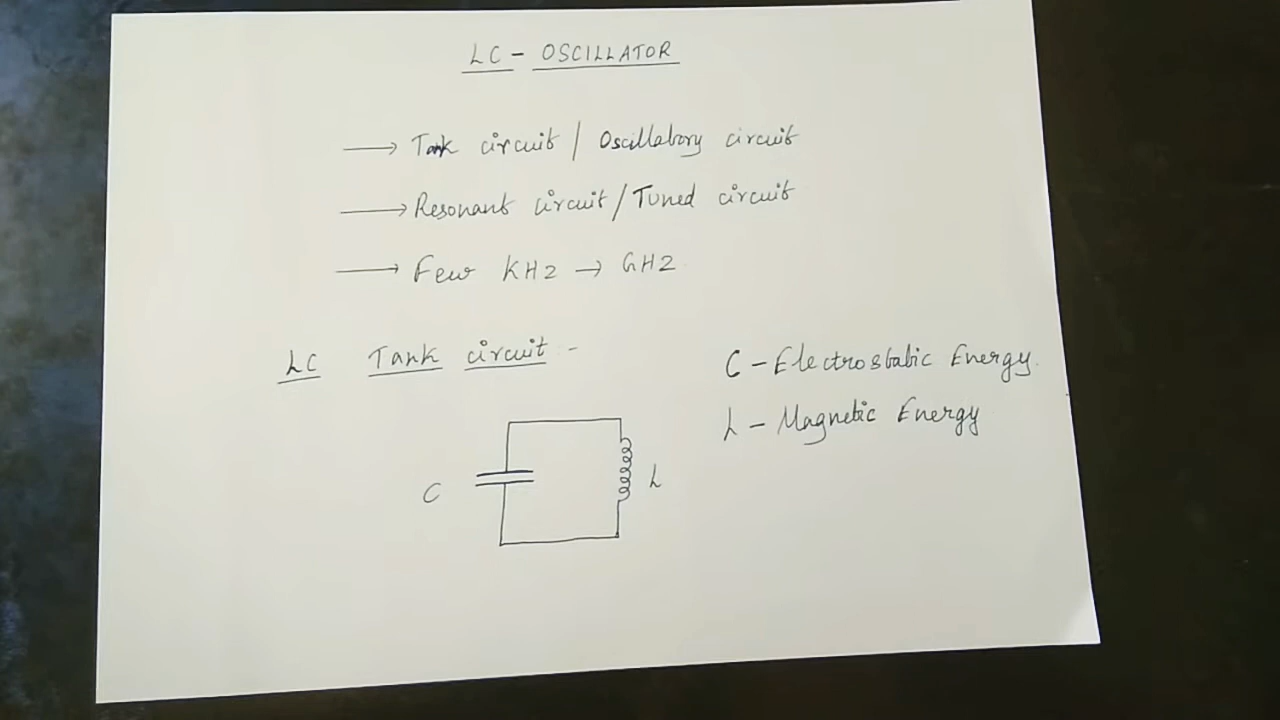 LC - OSCILLATOR
→ Tank circuit / Oscillatory circuit
→ Resonant circuit / Tuned circuit
→ Few KHZ → GHZ
LC Tank circuit -
C - Electrostatic Energy.
L - Magnetic Energy
C
L